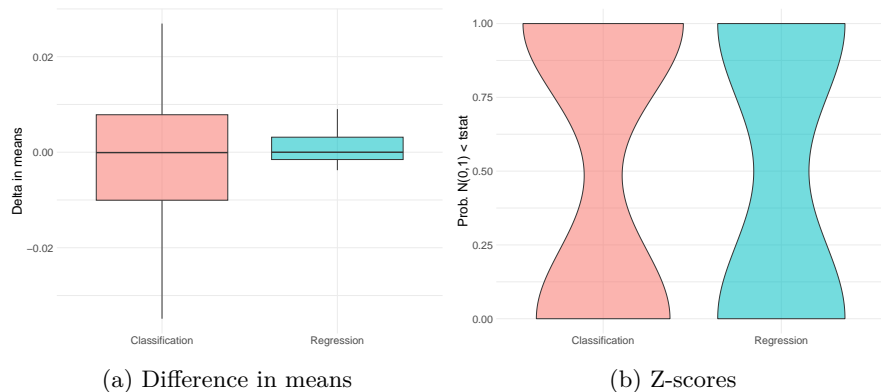 Delta in means
0.02
0.00
−0.02
Classification
Regression
(a) Difference in means
Prob. N(0,1) < tstat
1.00
0.75
0.50
0.25
0.00
Classification
Regression
(b) Z-scores